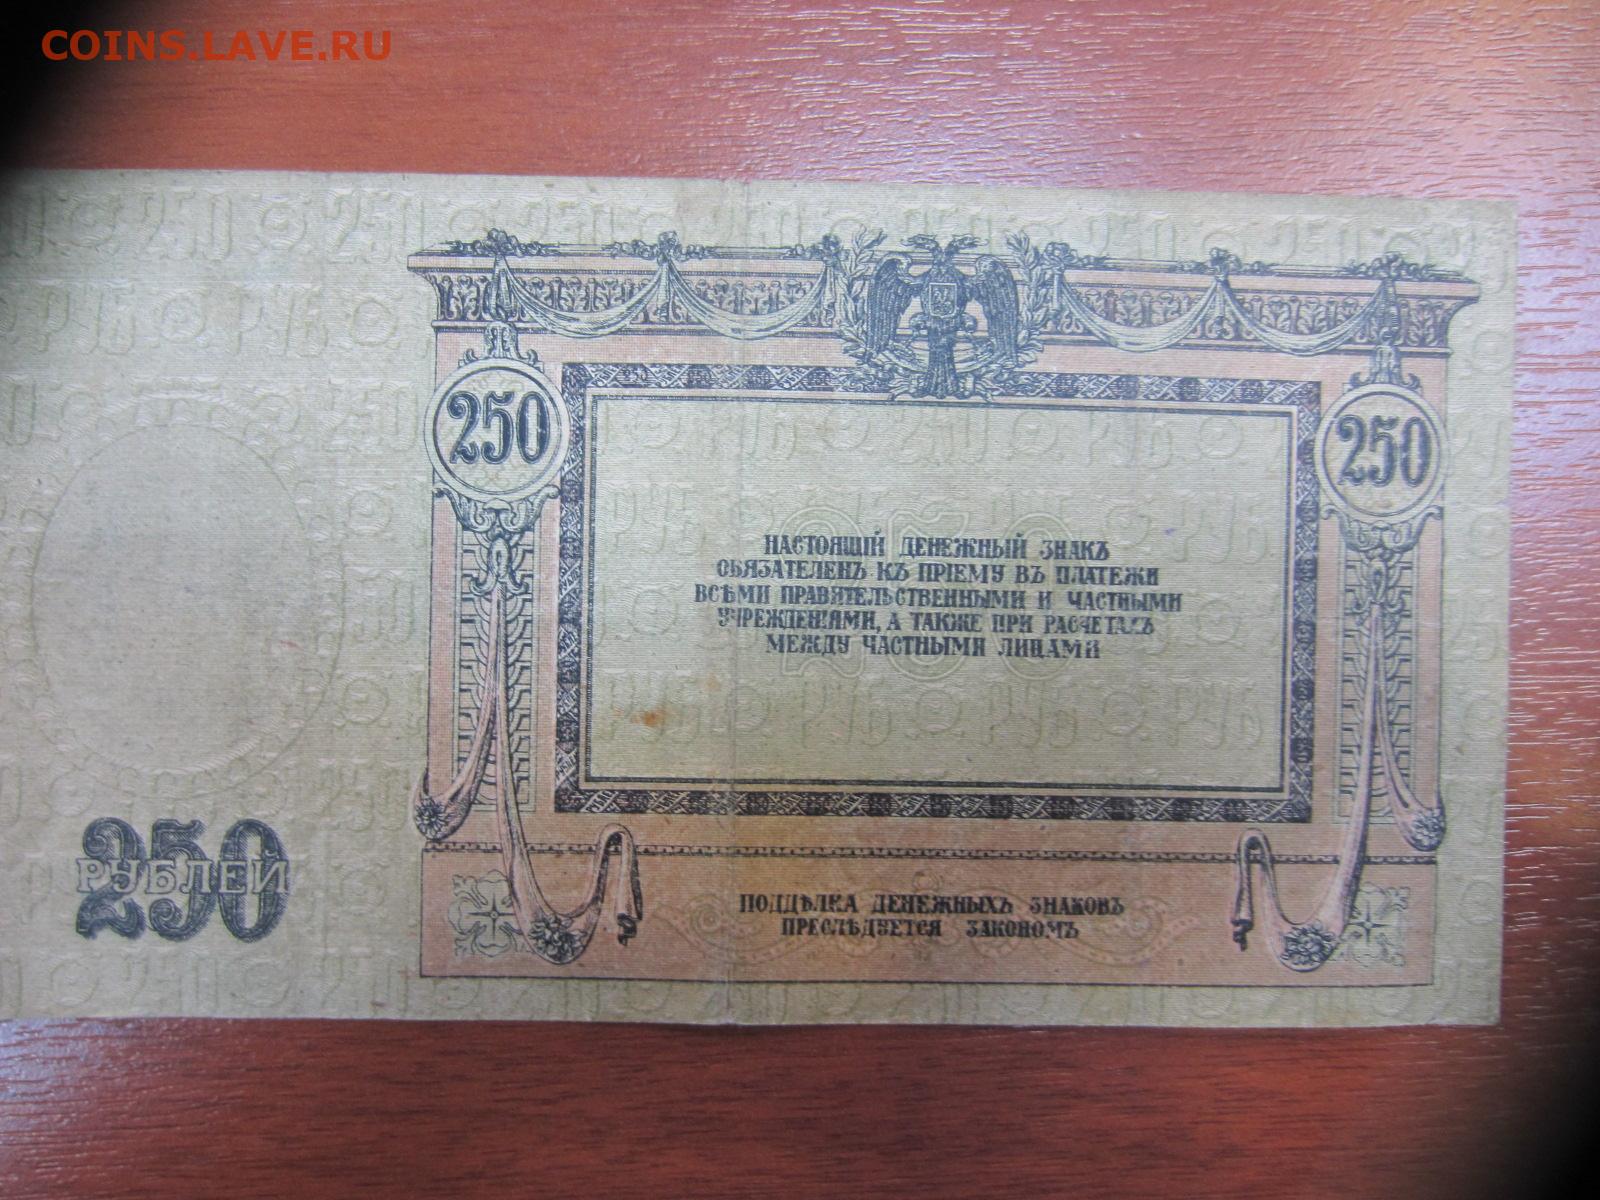 COINS.LAVE.RU
250
250
НАСТОЯЩІЙ ДЕНЕЖНЫЙ ЗНАКЪ
ОБЯЗАТЕЛЕНЪ КЪ ПРІЕМУ ВЪ ПЛАТЕЖИ
ВСѢМИ ПРАВИТЕЛЬСТВЕННЫМИ И ЧАСТНЫМИ
УЧРЕЖДЕНІЯМИ, А ТАКЖЕ ПРИ РАСЧЕТАХЪ
МЕЖДУ ЧАСТНЫМИ ЛИЦАМИ
250
РУБЛЕЙ
ПОДДѢЛКА ДЕНЕЖНЫХЪ ЗНАКОВЪ
ПРЕСЛѢДУЕТСЯ ЗАКОНОМЪ